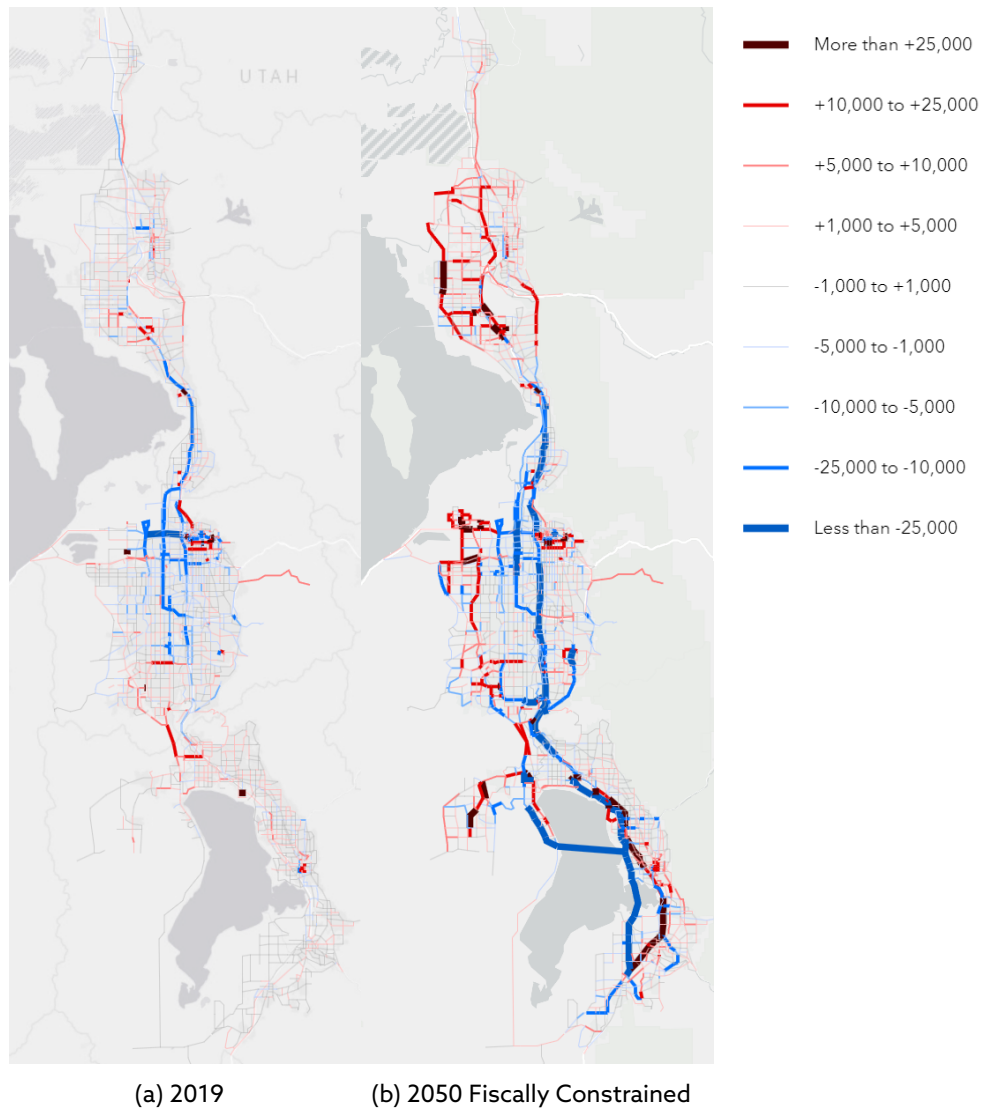 UTAH
More than +25,000
+10,000 to +25,000
+5,000 to +10,000
+1,000 to +5,000
-1,000 to +1,000
-5,000 to -1,000
-10,000 to -5,000
-25,000 to -10,000
Less than -25,000
(a) 2019
(b) 2050 Fiscally Constrained